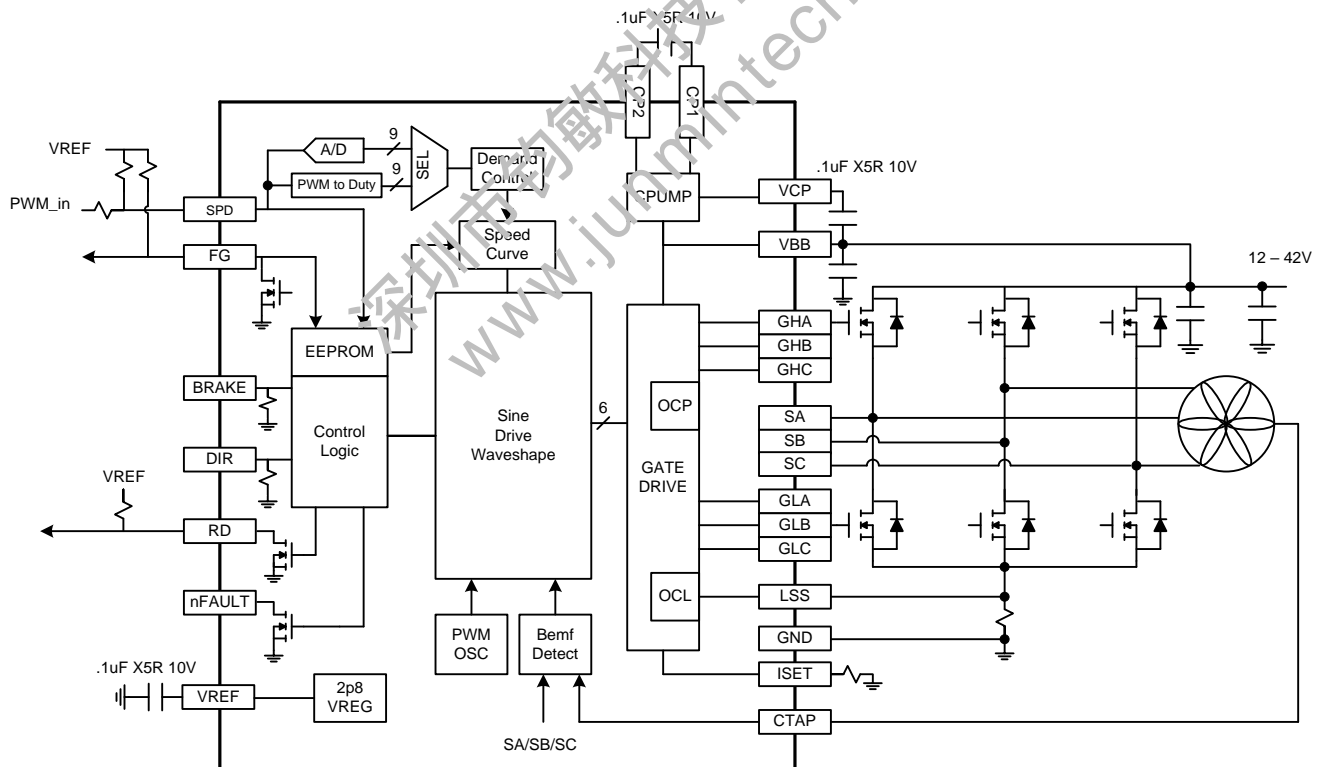 .1uF X5R 10V
CP2
CP1
VREF
A/D
9
SEL
Demand
Control
PWM to Duty
9
PWM_in
SPD
CPUMP
VCP
.1uF X5R 10V
VBB
FG
Speed
Curve
12 – 42V
EEPROM
GHA
GHB
GHC
BRAKE
Control
Logic
Sine
Drive
Waveshape
6
OCP
GATE
DRIVE
SA
SB
SC
DIR
VREF
RD
GLA
GLB
GLC
nFAULT
OCL
LSS
PWM
OSC
Bemf
Detect
GND
.1uF X5R 10V
VREF
2p8
VREG
ISET
CTAP
SA/SB/SC
深圳市钧敏科技
www.junmintech